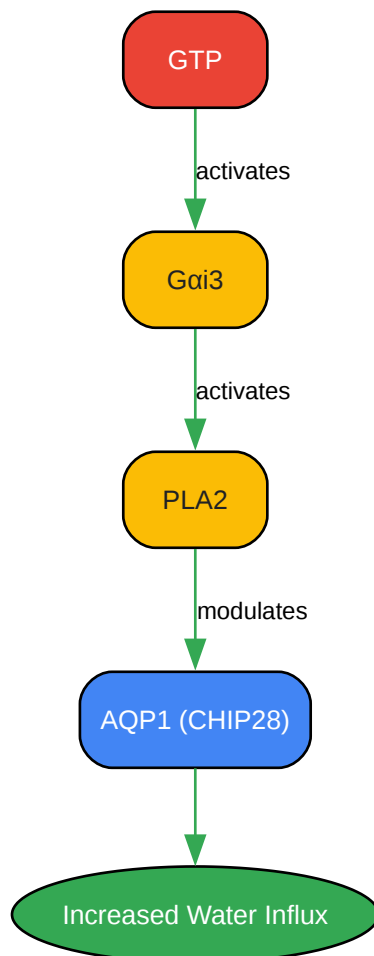 GTP
activates
Gαi3
activates
PLA2
modulates
AQP1 (CHIP28)
Increased Water Influx